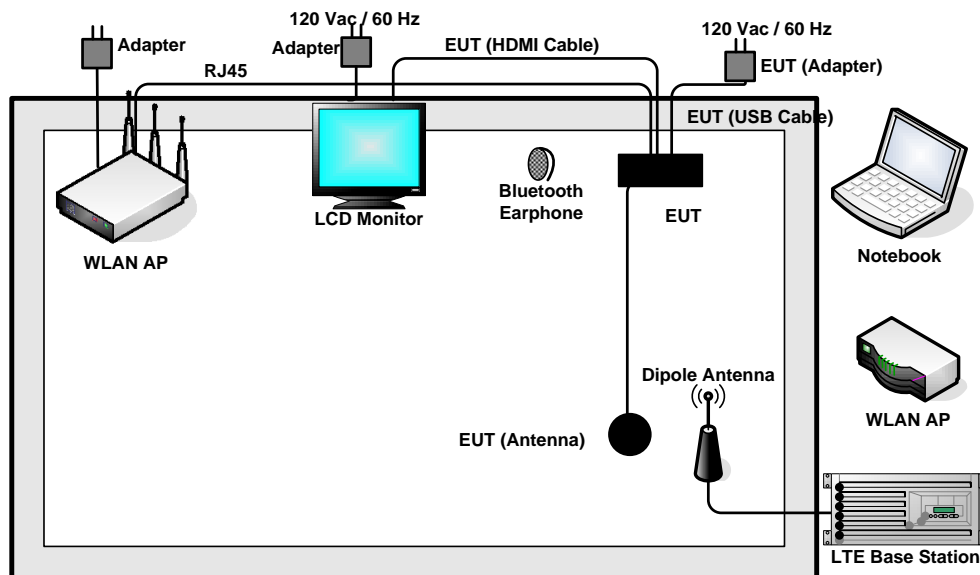 120 Vac / 60 Hz
120 Vac / 60 Hz
Adapter
Adapter
EUT (HDMI Cable)
EUT (Adapter)
RJ45
EUT (USB Cable)
Bluetooth
Earphone
EUT
LCD Monitor
WLAN AP
Notebook
Dipole Antenna
WLAN AP
EUT (Antenna)
LTE Base Station